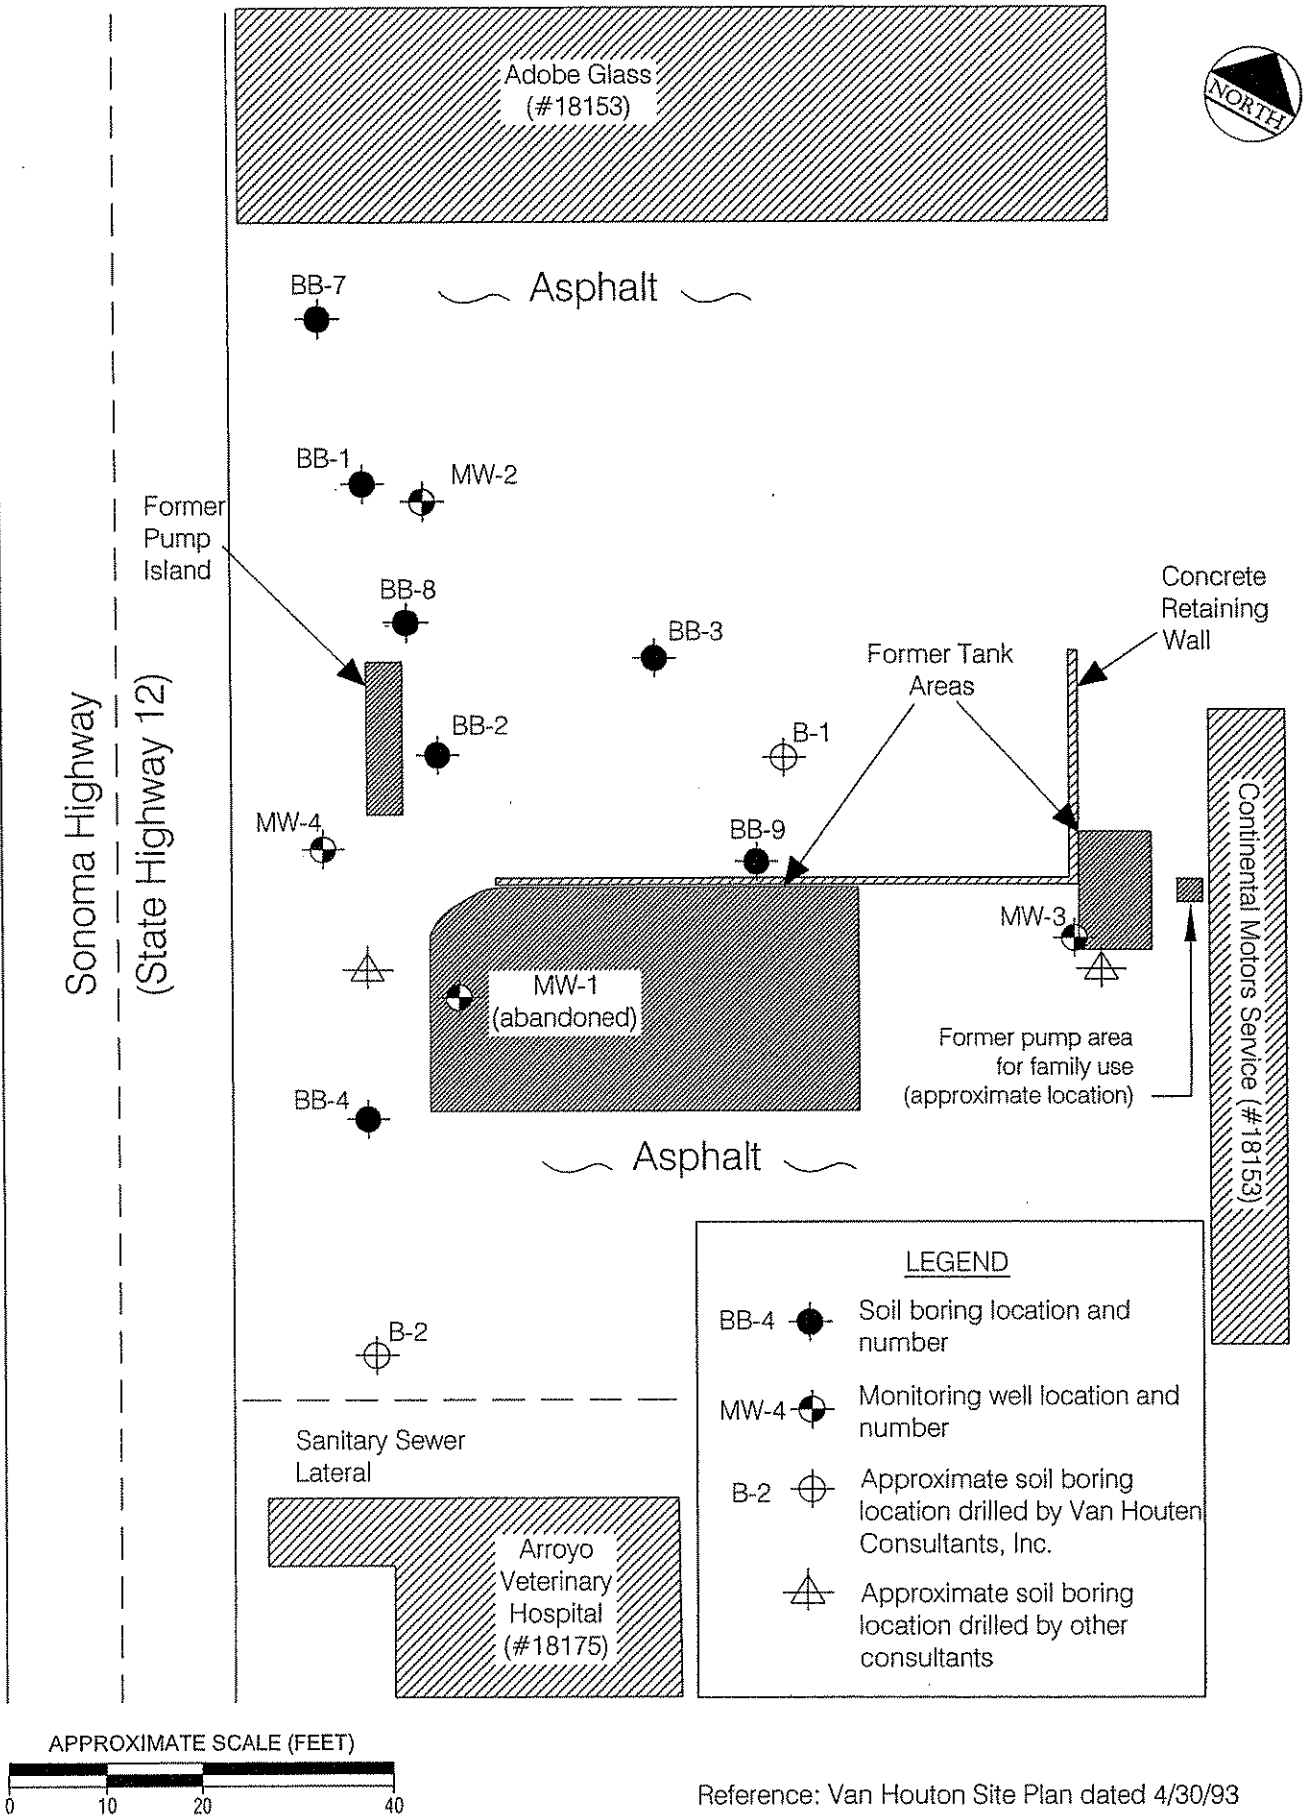 Adobe Glass
(#18153)
NORTH
BB-7
Asphalt
BB-1
MW-2
Former
Pump
Island
BB-8
BB-3
Concrete
Retaining
Wall
Former Tank
Areas
BB-2
B-1
Sonoma Highway
(State Highway 12)
MW-4
BB-9
MW-3
Continental Motors Service (#18153)
MW-1
(abandoned)
Former pump area
for family use
(approximate location)
BB-4
Asphalt
B-2
Sanitary Sewer
Lateral
Arroyo
Veterinary
Hospital
(#18175)
LEGEND
BB-4 Soil boring location and
number
MW-4 Monitoring well location and
number
B-2 Approximate soil boring
location drilled by Van Houten
Consultants, Inc.
Approximate soil boring
location drilled by other
consultants
APPROXIMATE SCALE (FEET)
0 10 20 40
Reference: Van Houton Site Plan dated 4/30/93